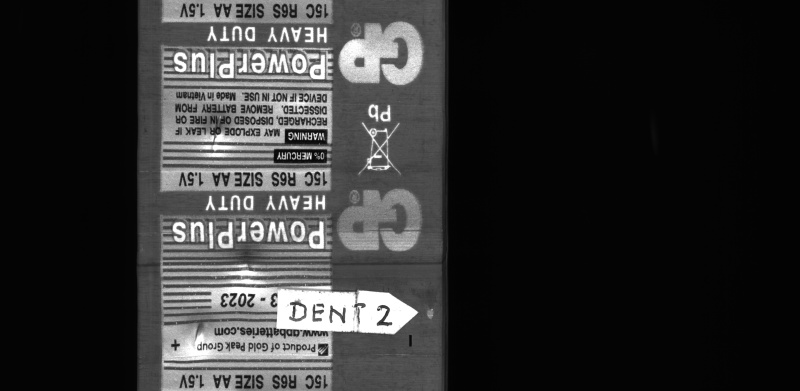 15C R6S SIZE AA 1.5V
HEAVY DUTY
PowerPlus
GP
DEVICE IF NOT IN USE. Made in Vietnam
DISSECTED. REMOVE BATTERY FROM
RECHARGED, DISPOSED OF IN FIRE OR
WARNING MAY EXPLODE OR LEAK IF
0% MERCURY
Pb
15C R6S SIZE AA 1.5V
HEAVY DUTY
PowerPlus
GP
3 - 2023
DENT 2
www.gpbatteries.com
Product of Gold Peak Group
+
-
15C R6S SIZE AA 1.5V